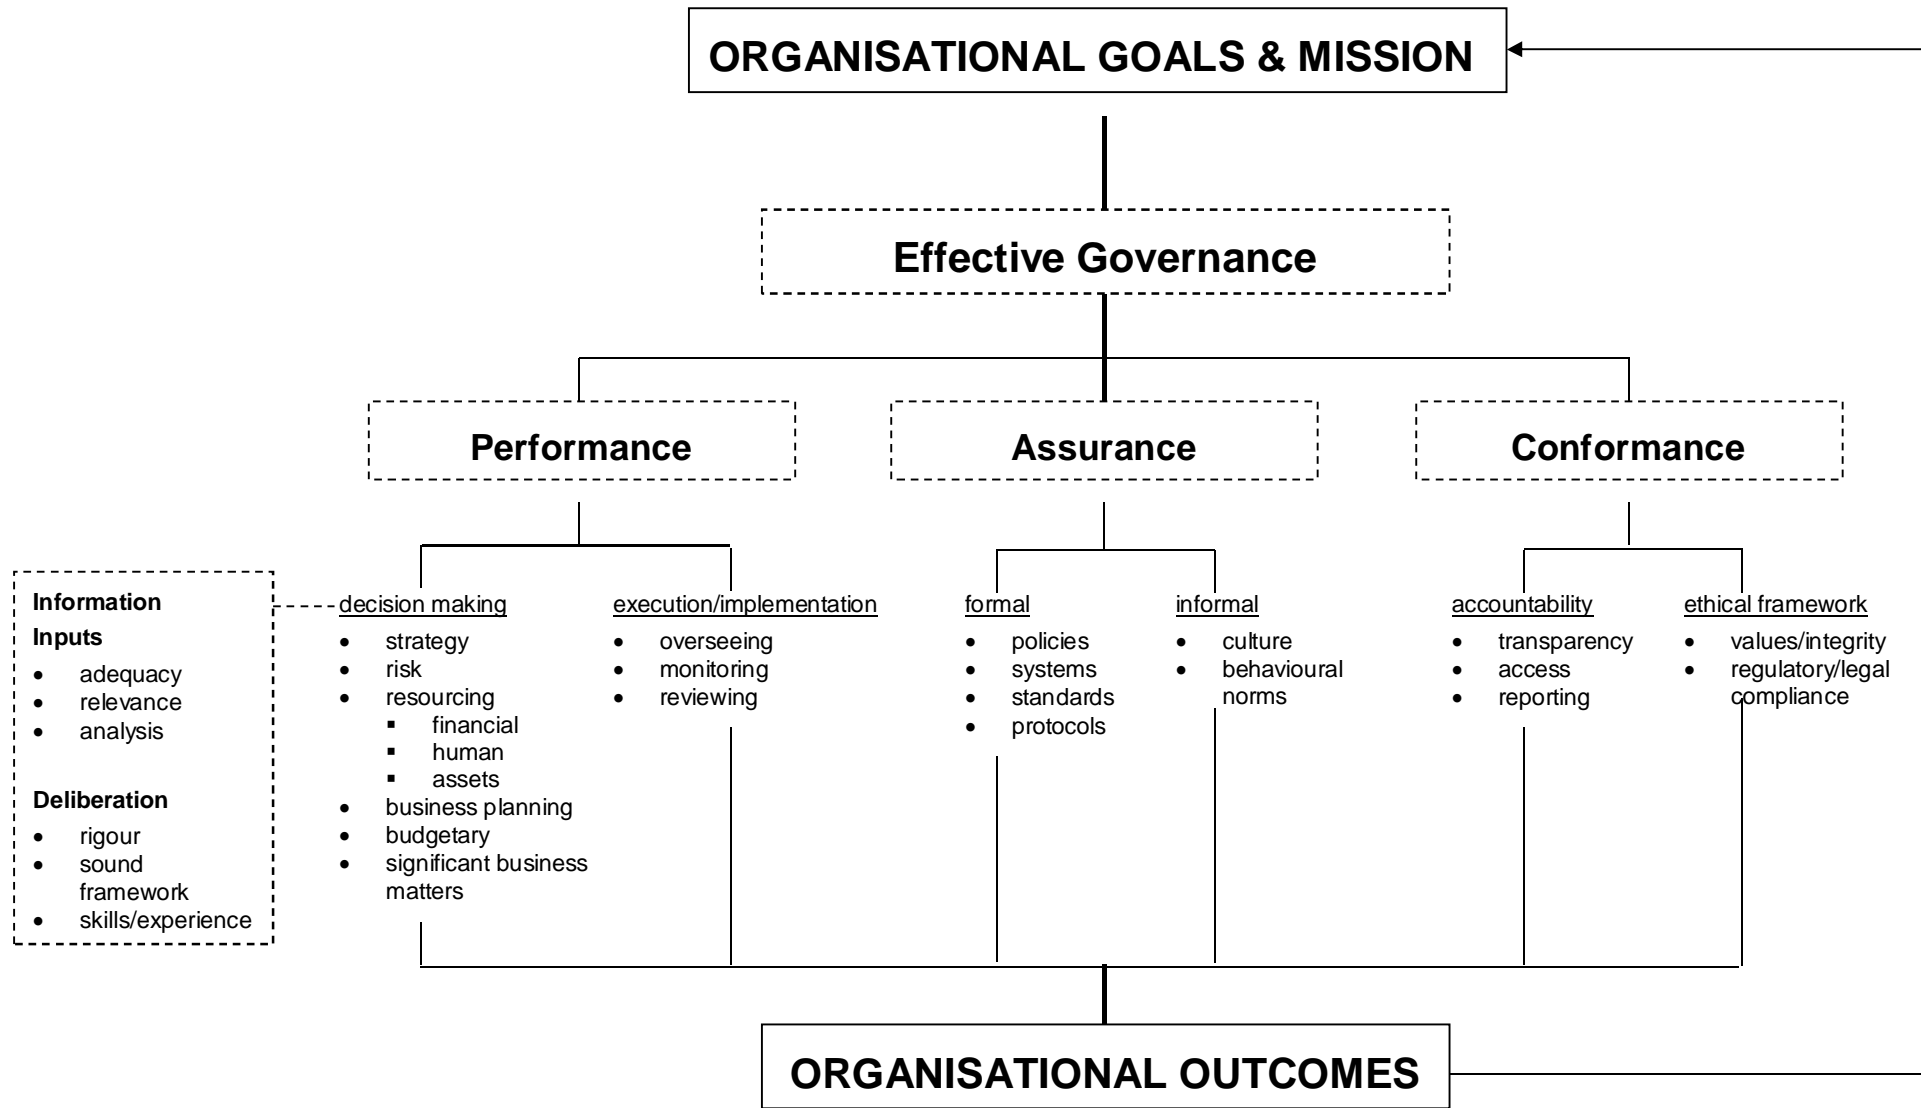 ORGANISATIONAL GOALS & MISSION
Effective Governance
Performance
Assurance
Conformance
Information
Inputs
• adequacy
• relevance
• analysis
Deliberation
• rigour
• sound
framework
• skills/experience
decision making
• strategy
• risk
• resourcing
▪ financial
▪ human
▪ assets
• business planning
• budgetary
• significant business
matters
execution/implementation
• overseeing
• monitoring
• reviewing
formal
• policies
• systems
• standards
• protocols
informal
• culture
• behavioural
norms
accountability
• transparency
• access
• reporting
ethical framework
• values/integrity
• regulatory/legal
compliance
ORGANISATIONAL OUTCOMES